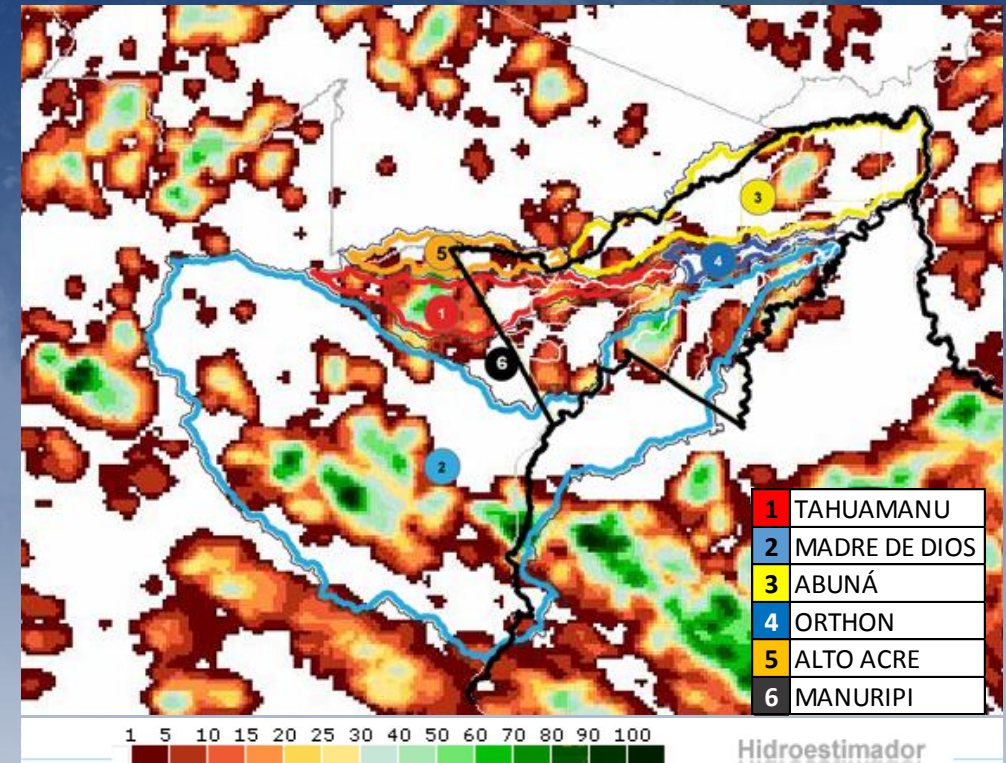 3
5
4
1
6
2
1 TAHUAMANU
2 MADRE DE DIOS
3 ABUNÁ
4 ORTHON
5 ALTO ACRE
6 MANURIPI
1 5 10 15 20 25 30 40 50 60 70 80 90 100
Hidroestimador